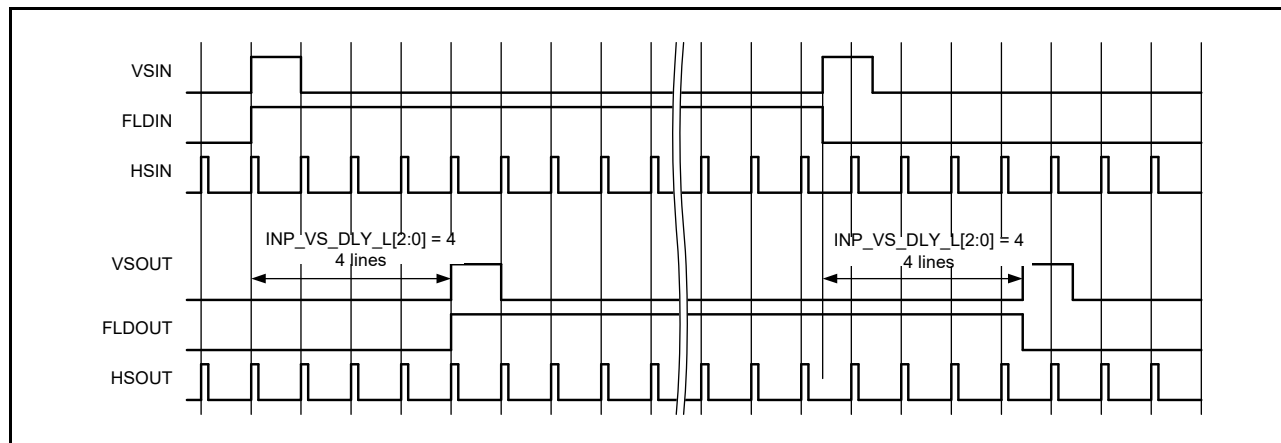 VSIN
FLDIN
HSIN
INP_VS_DLY_L[2:0] = 4
4 lines
INP_VS_DLY_L[2:0] = 4
4 lines
VSOUT
FLDOUT
HSOUT